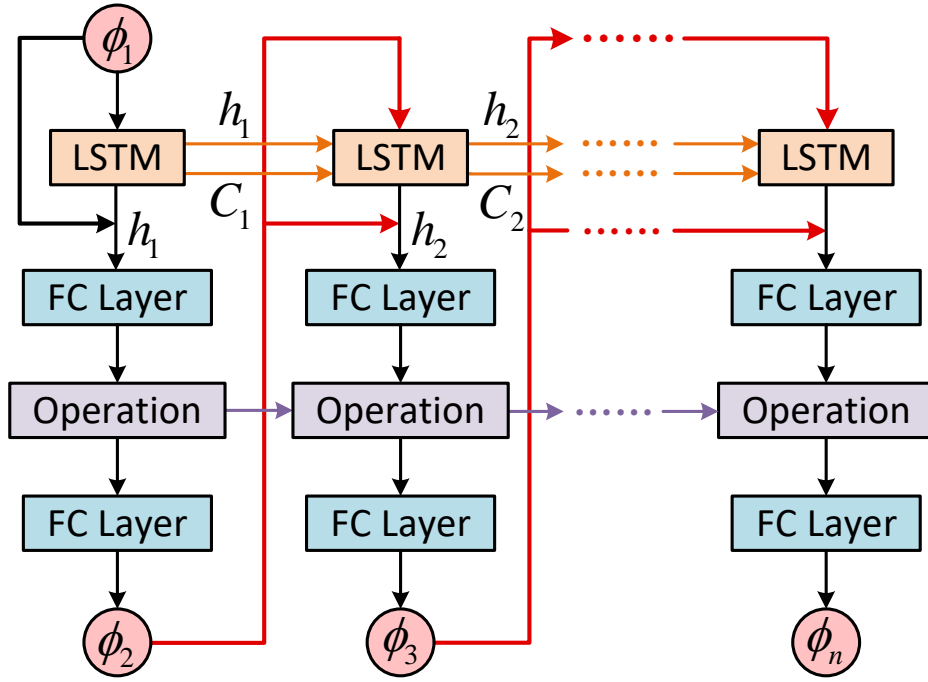 ϕ₁
h₁ h₂
LSTM LSTM LSTM
C₁ C₂
h₁ h₂
FC Layer FC Layer FC Layer
Operation Operation Operation
FC Layer FC Layer FC Layer
ϕ₂ ϕ₃ ϕₙ